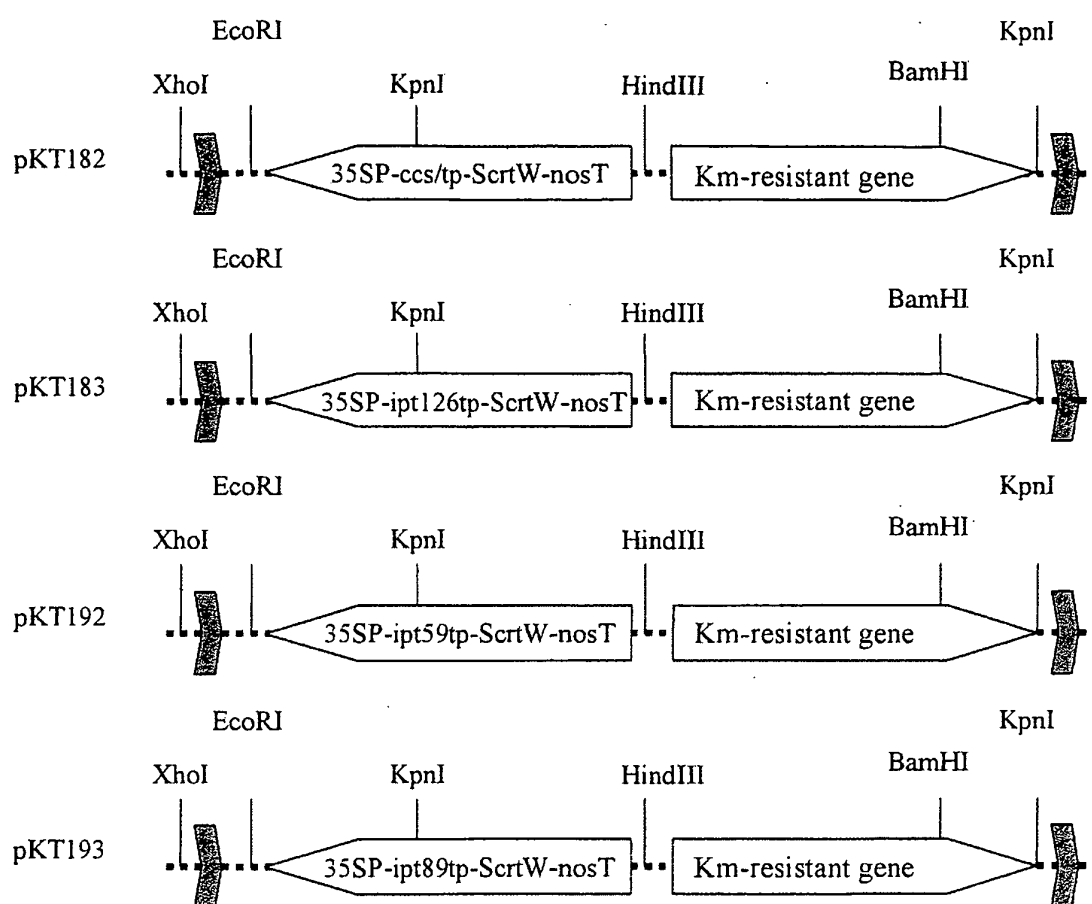 EcoRI KpnI
XhoI KpnI HindIII BamHI
pKT182 35SP-ccs/tp-ScrtW-nosT Km-resistant gene
EcoRI KpnI
XhoI KpnI HindIII BamHI
pKT183 35SP-ipt126tp-ScrtW-nosT Km-resistant gene
EcoRI KpnI
XhoI KpnI HindIII BamHI
pKT192 35SP-ipt59tp-ScrtW-nosT Km-resistant gene
EcoRI KpnI
XhoI KpnI HindIII BamHI
pKT193 35SP-ipt89tp-ScrtW-nosT Km-resistant gene